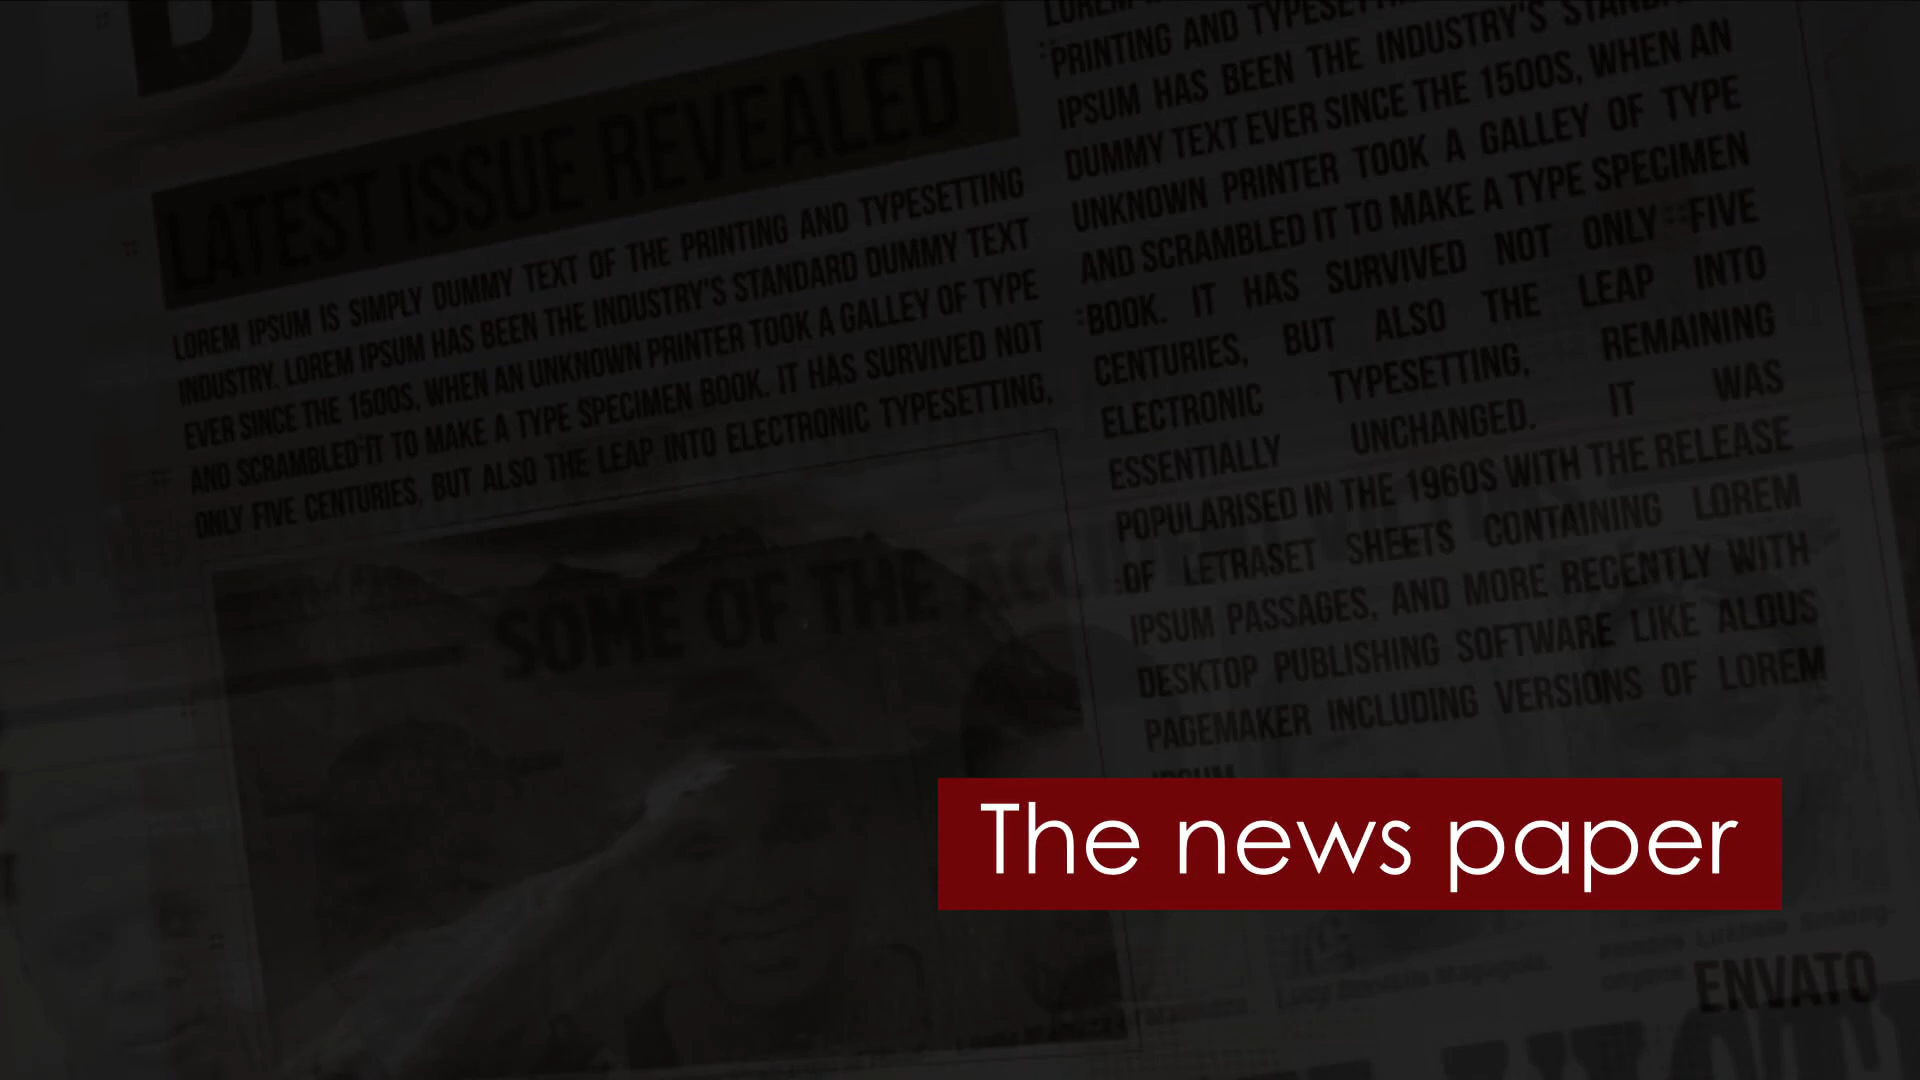 LATEST ISSUE REVEALED
LOREM IPSUM IS SIMPLY DUMMY TEXT OF THE PRINTING AND TYPESETTING
INDUSTRY. LOREM IPSUM HAS BEEN THE INDUSTRY'S STANDARD DUMMY TEXT
EVER SINCE THE 1500S, WHEN AN UNKNOWN PRINTER TOOK A GALLEY OF TYPE
AND SCRAMBLED IT TO MAKE A TYPE SPECIMEN BOOK. IT HAS SURVIVED NOT
ONLY FIVE CENTURIES, BUT ALSO THE LEAP INTO ELECTRONIC TYPESETTING,
SOME OF THE
LOREM
PRINTING AND
IPSUM HAS BEEN THE INDUSTRY'S
DUMMY TEXT EVER SINCE THE 1500S, WHEN AN
UNKNOWN PRINTER TOOK A GALLEY OF TYPE
AND SCRAMBLED IT TO MAKE A TYPE SPECIMEN
BOOK. IT HAS SURVIVED NOT ONLY FIVE
CENTURIES, BUT ALSO THE LEAP INTO
ELECTRONIC TYPESETTING, REMAINING
ESSENTIALLY UNCHANGED. IT WAS
POPULARISED IN THE 1960S WITH THE RELEASE
OF LETRASET SHEETS CONTAINING LOREM
IPSUM PASSAGES, AND MORE RECENTLY WITH
DESKTOP PUBLISHING SOFTWARE LIKE ALDUS
PAGEMAKER INCLUDING VERSIONS OF LOREM
IPSUM
The news paper
ENVATO